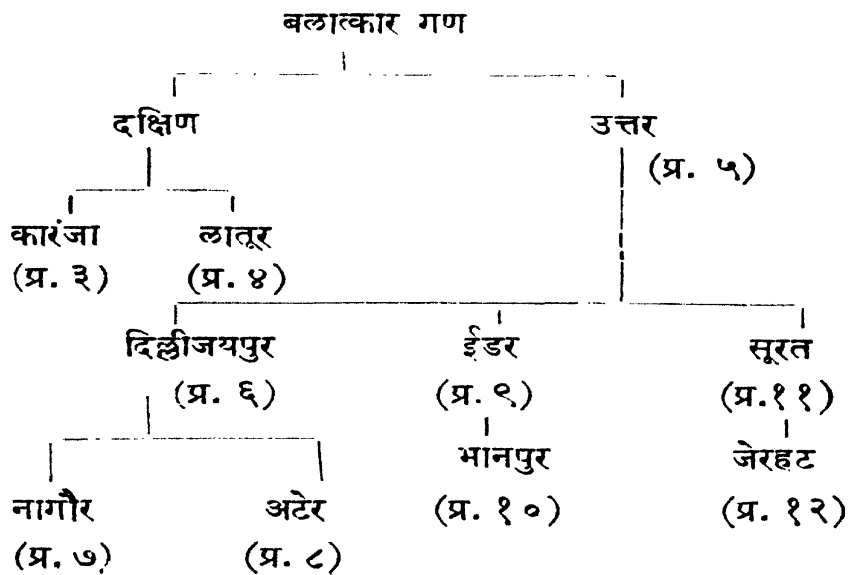 बलात्कार गण
दक्षिण उत्तर
(प्र. ५)
कारंजा लातूर
(प्र. ३) (प्र. ४)
दिल्लीजयपुर ईडर सूरत
(प्र. ६) (प्र. ९) (प्र.११)
भानपुर जेरहट
नागौर अटेर (प्र. १०) (प्र. १२)
(प्र. ७) (प्र. ८)